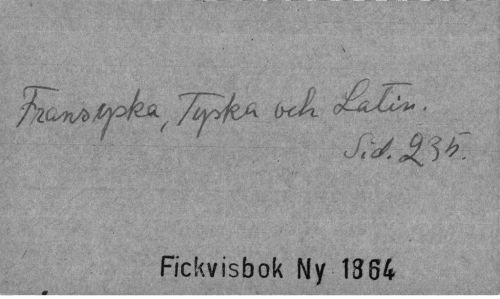 Fransyska, Tyska och Latin.
Sid. 235.
Fickvisbok Ny 1864